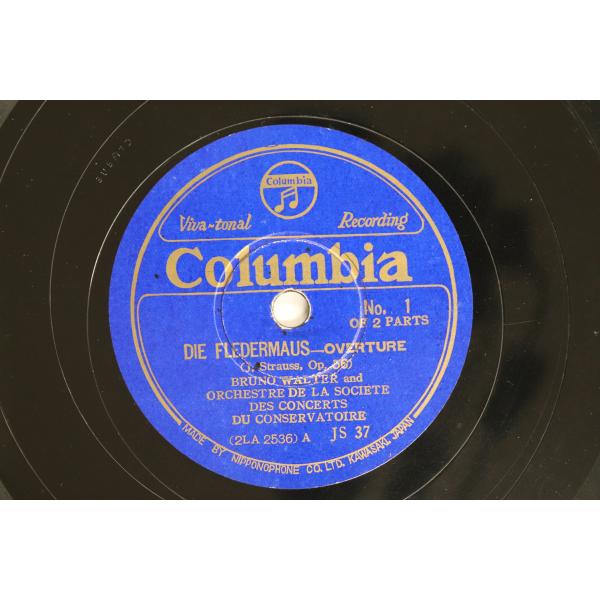 Columbia
Viva-tonal Recording
Columbia
No. 1
OF 2 PARTS
DIE FLEDERMAUS—OVERTURE
(J. Strauss, Op. 56)
BRUNO WALTER and
ORCHESTRE DE LA SOCIETE
DES CONCERTS
DU CONSERVATOIRE
(2LA 2536) A JS 37
MADE BY NIPPONOPHONE CO., LTD. KAWASAKI, JAPAN